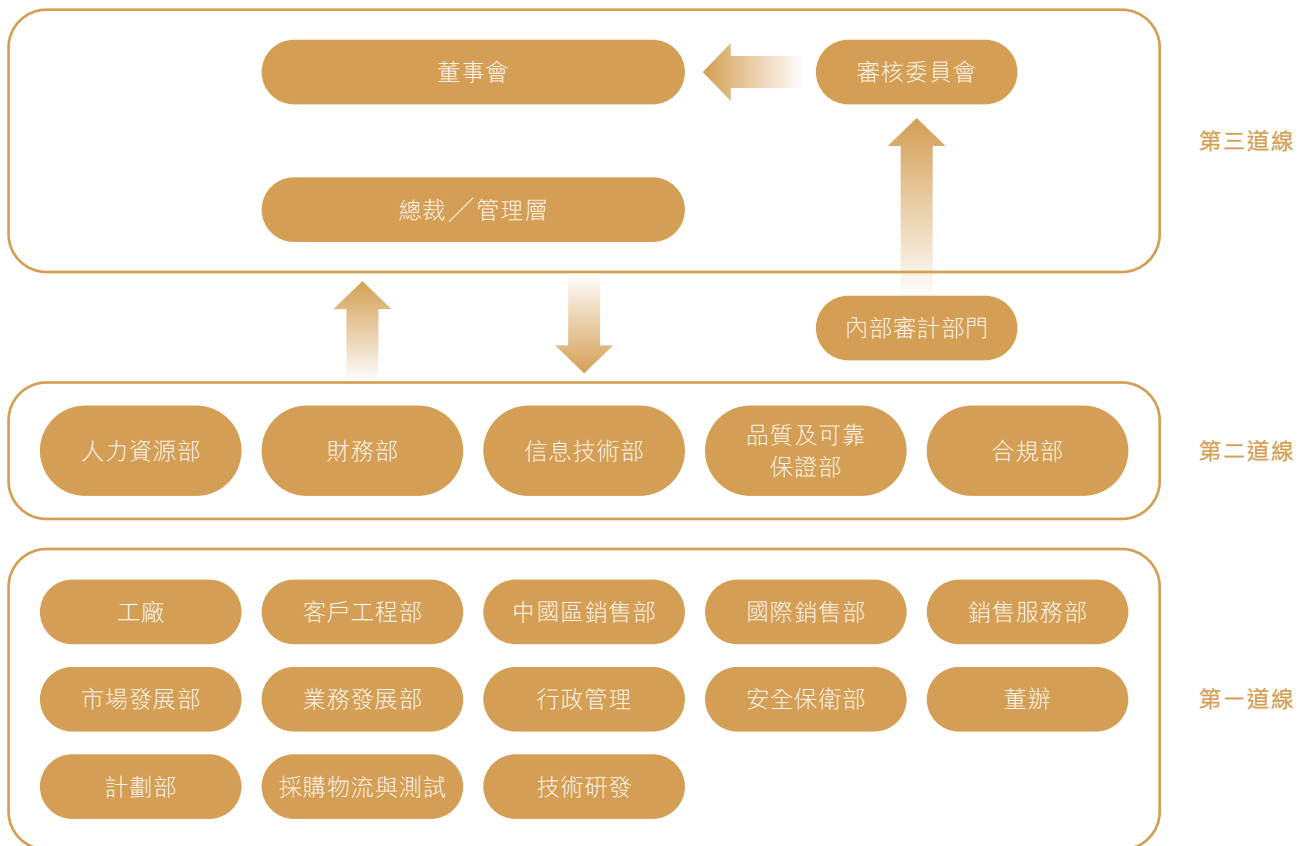 董事會
審核委員會
第三道線
總裁／管理層
內部審計部門
人力資源部
財務部
信息技術部
品質及可靠
保證部
合規部
第二道線
工廠
客戶工程部
中國區銷售部
國際銷售部
銷售服務部
市場發展部
業務發展部
行政管理
安全保衛部
董辦
第一道線
計劃部
採購物流與測試
技術研發